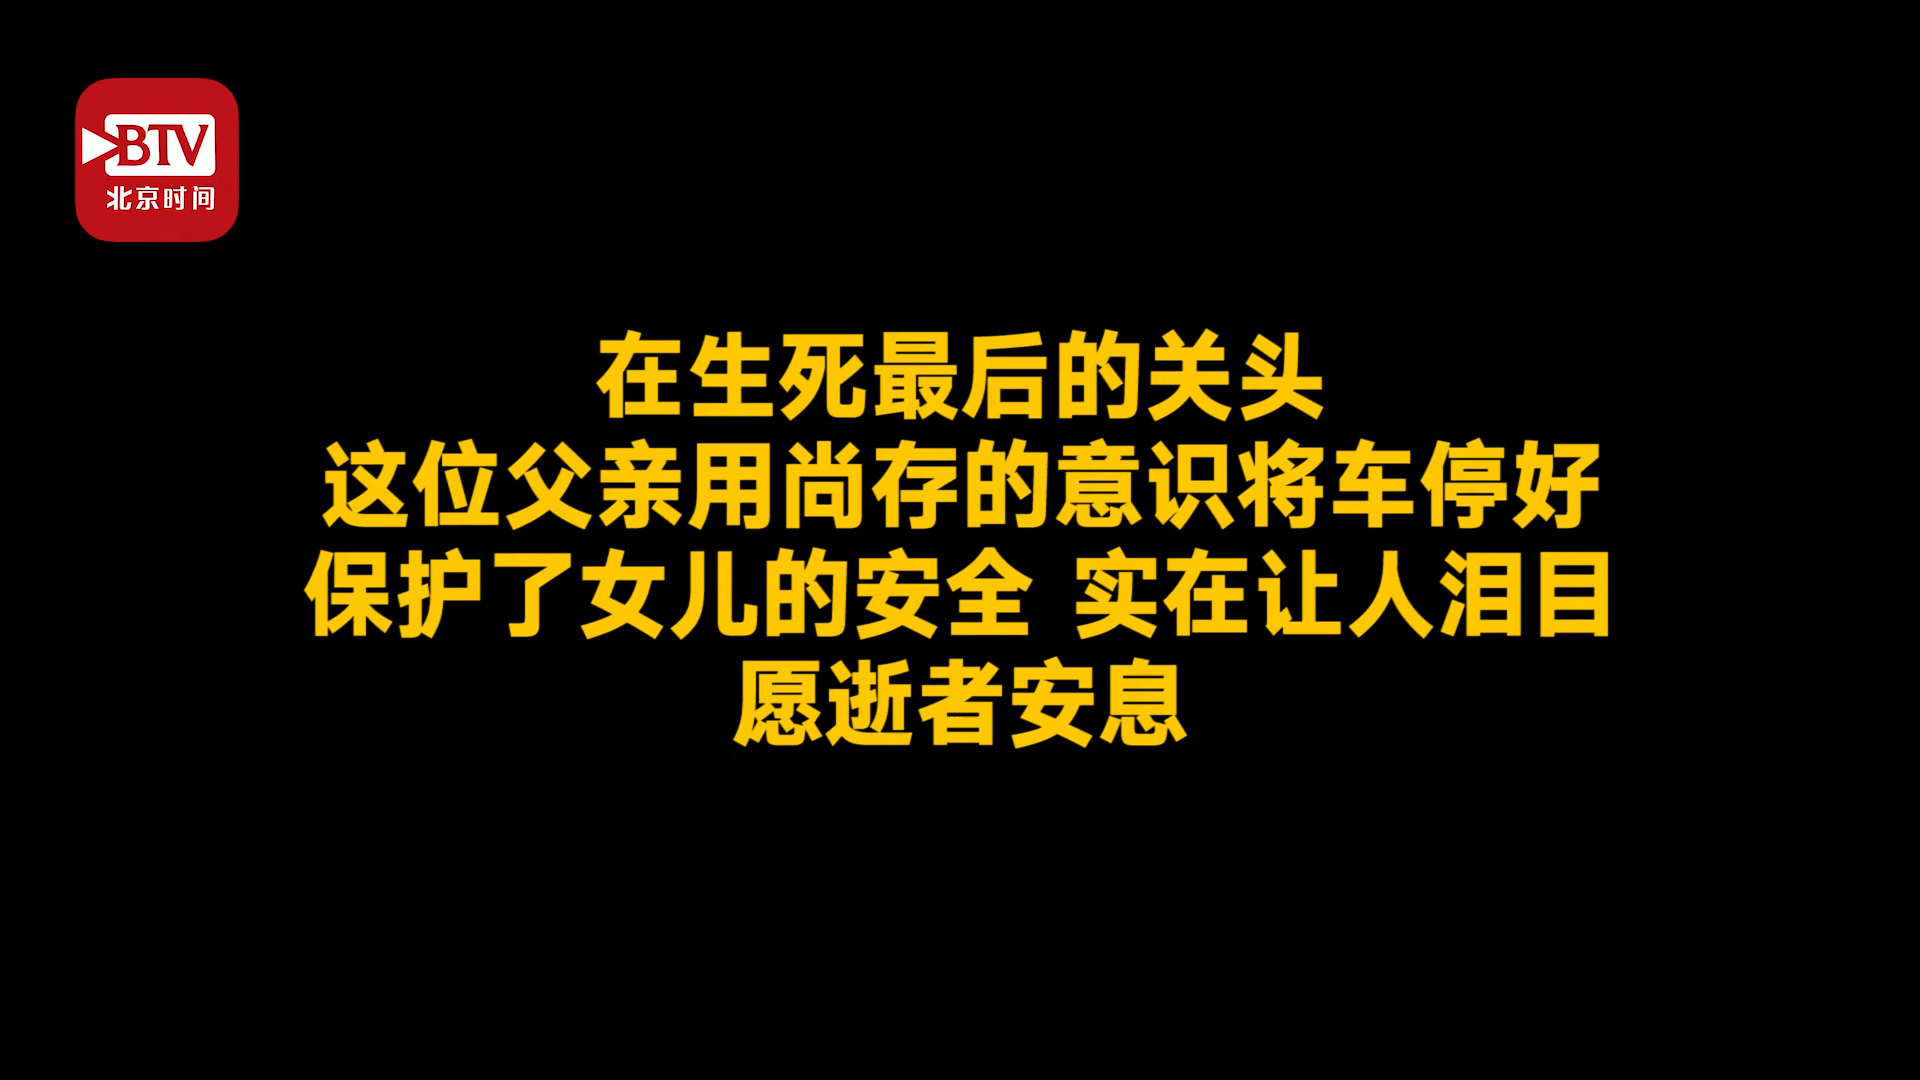 BTV
北京时间
在生死最后的关头
这位父亲用尚存的意识将车停好
保护了女儿的安全 实在让人泪目
愿逝者安息